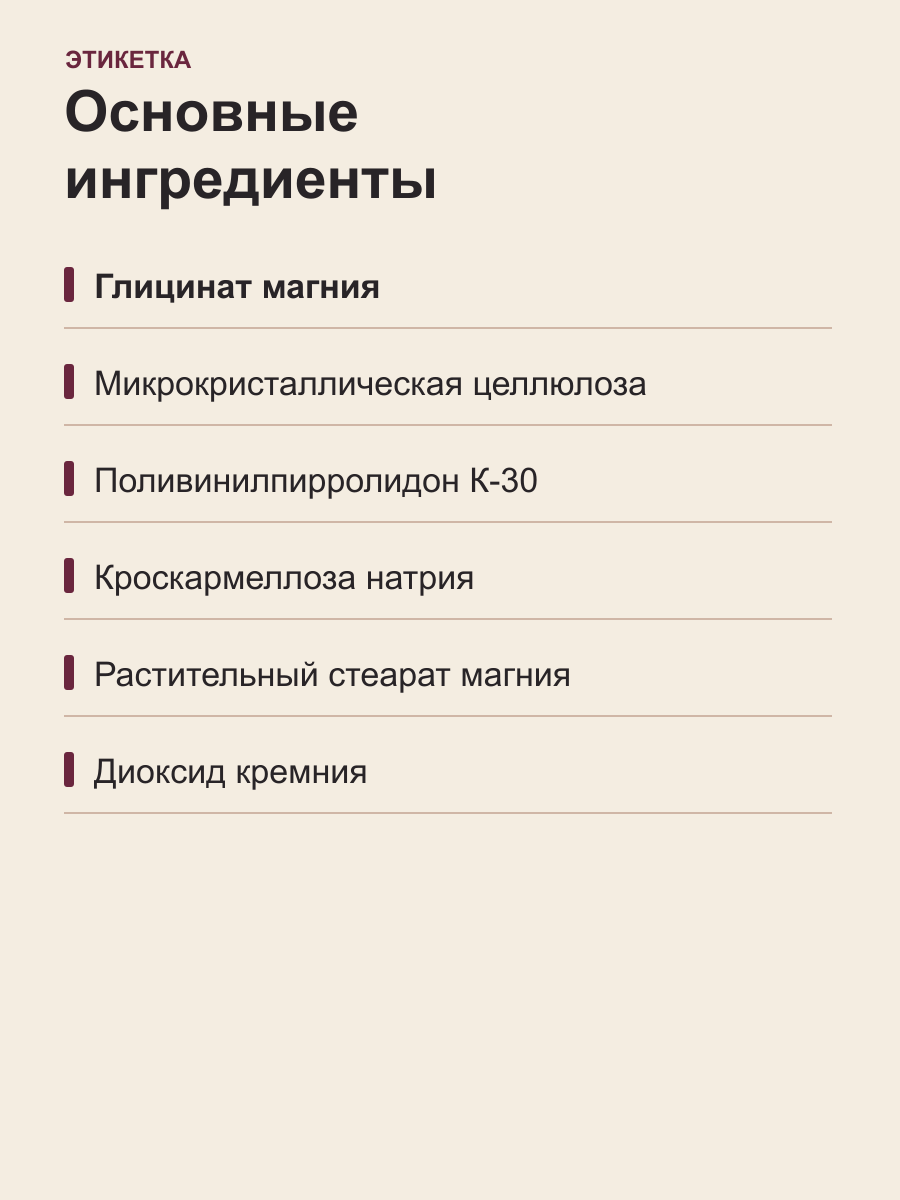 ЭТИКЕТКА
Основные
ингредиенты
Глицинат магния
Микрокристаллическая целлюлоза
Поливинилпирролидон К-30
Кроскармеллоза натрия
Растительный стеарат магния
Диоксид кремния